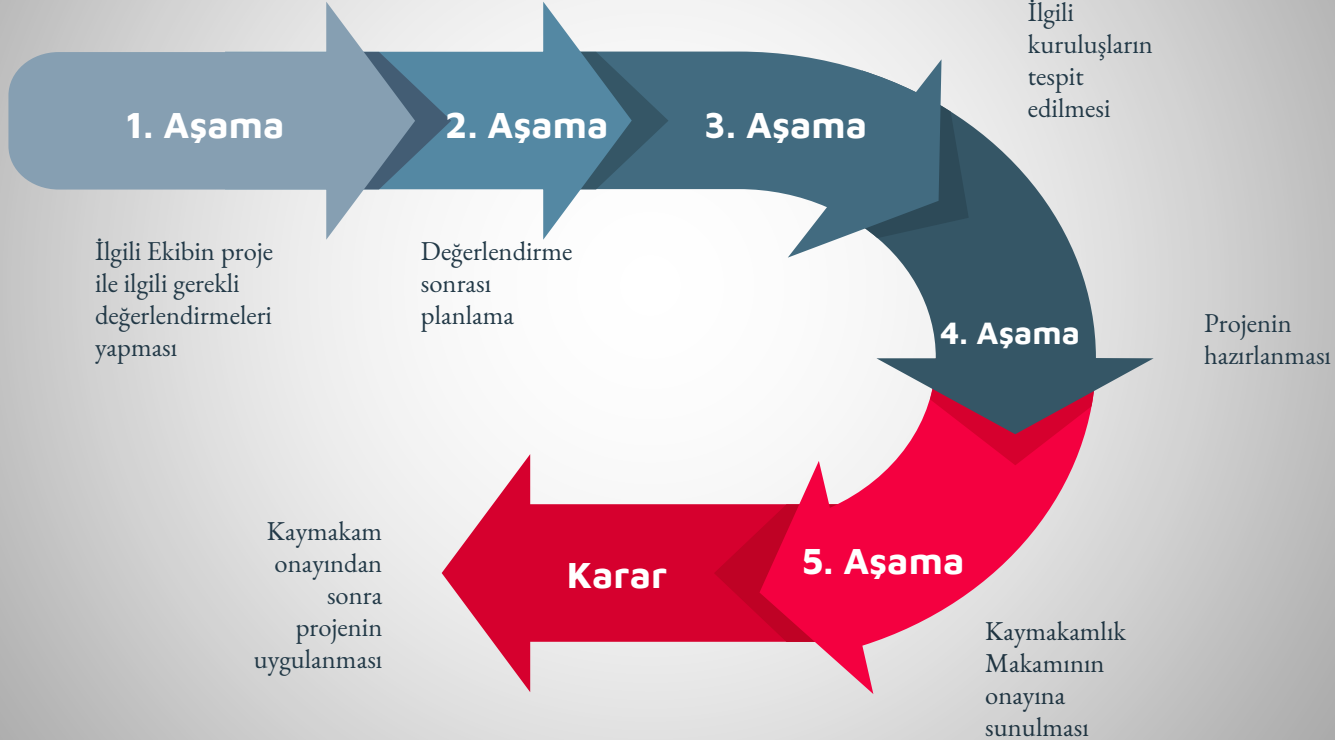 1. Aşama
İlgili Ekibin proje
ile ilgili gerekli
değerlendirmeleri
yapması
2. Aşama
Değerlendirme
sonrası
planlama
3. Aşama
İlgili
kuruluşların
tespit
edilmesi
4. Aşama
Projenin
hazırlanması
5. Aşama
Kaymakamlık
Makamının
onayına
sunulması
Karar
Kaymakam
onayından
sonra
projenin
uygulanması